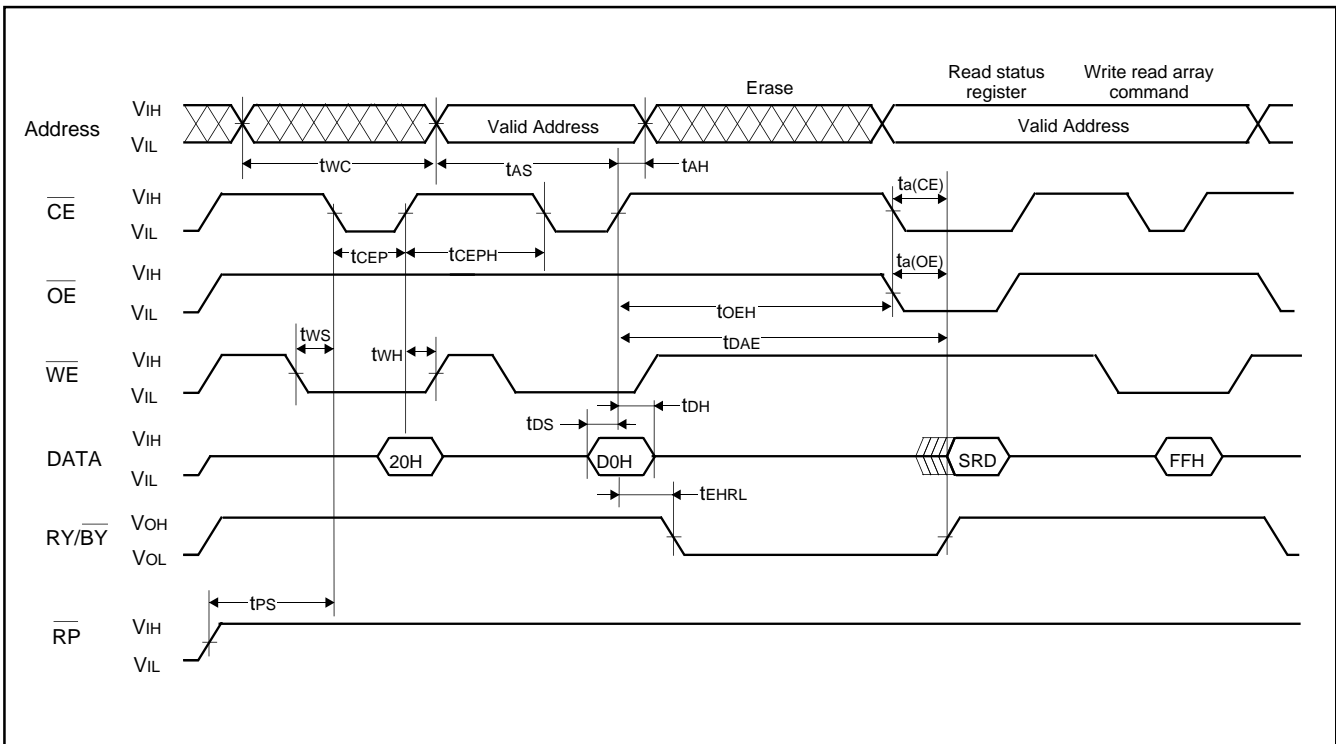 Erase
Read status
register
Write read array
command
Address
VIH
VIL
Valid Address
Valid Address
tWC
tAS
tAH
CE
VIH
VIL
tCEP
tCEPH
ta(CE)
OE
VIH
VIL
ta(OE)
tOEH
tDAE
WE
VIH
VIL
tWS
tWH
tDH
tDS
DATA
VIH
VIL
20H
D0H
SRD
FFH
tEHRL
RY/BY
VOH
VOL
tPS
RP
VIH
VIL